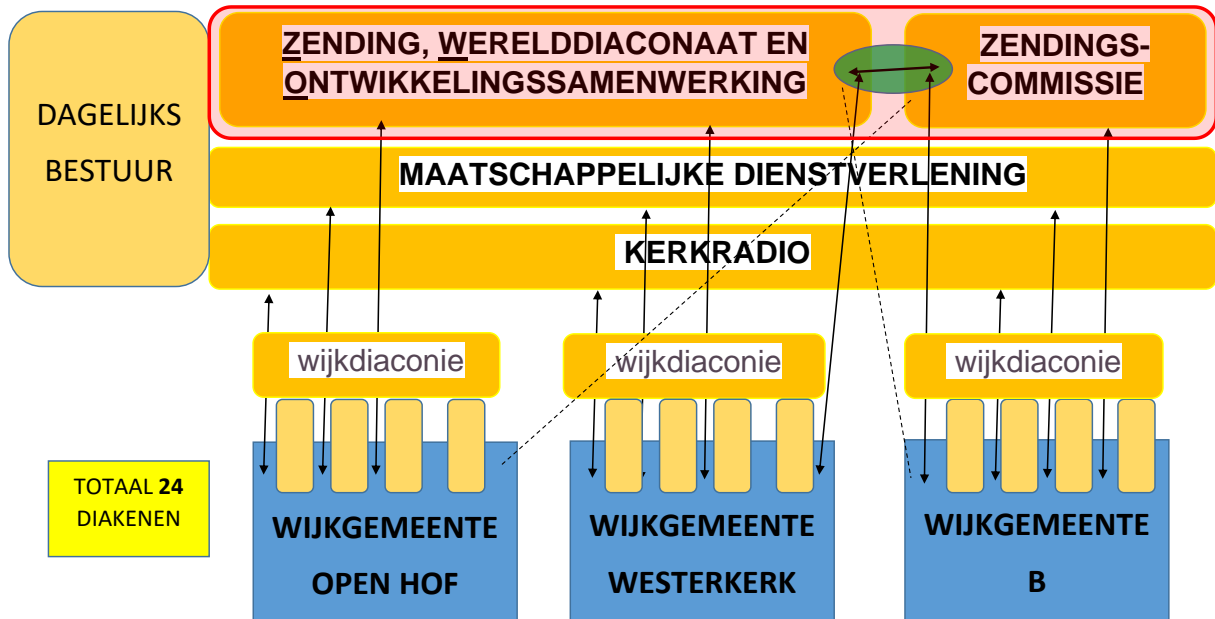 DAGELIJKS
BESTUUR
ZENDING, WERELDDIACONAAT EN
ONTWIKKELINGSSAMENWERKING
ZENDINGS-
COMMISSIE
MAATSCHAPPELIJKE DIENSTVERLENING
KERKRADIO
wijkdiaconie
wijkdiaconie
wijkdiaconie
TOTAAL 24
DIAKENEN
WIJKGEMEENTE
OPEN HOF
WIJKGEMEENTE
WESTERKERK
WIJKGEMEENTE
B